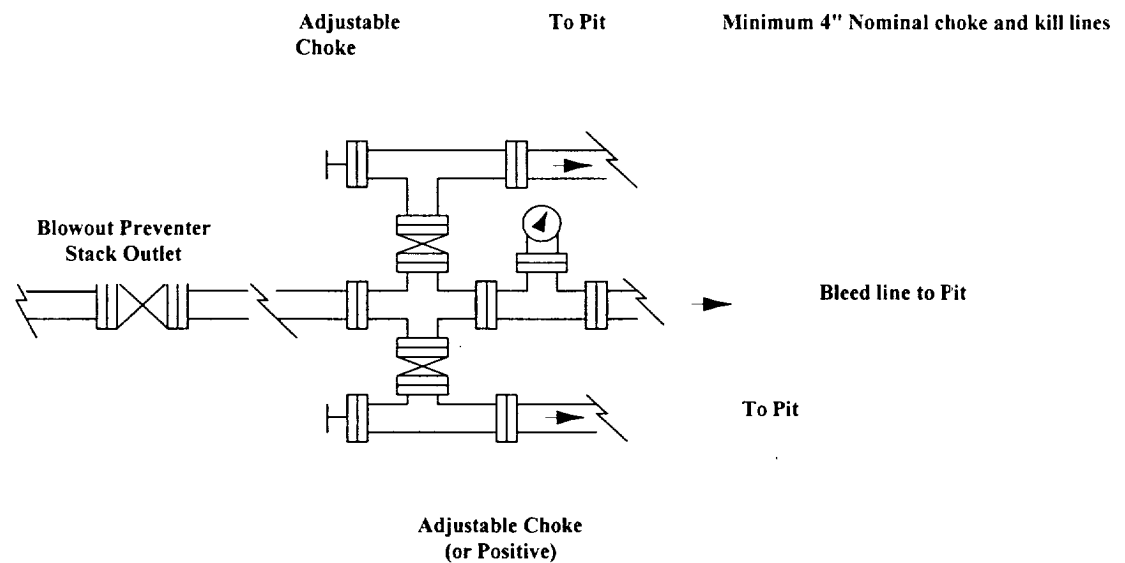 Adjustable
Choke
To Pit
Minimum 4" Nominal choke and kill lines
Blowout Preventer
Stack Outlet
Bleed line to Pit
To Pit
Adjustable Choke
(or Positive)